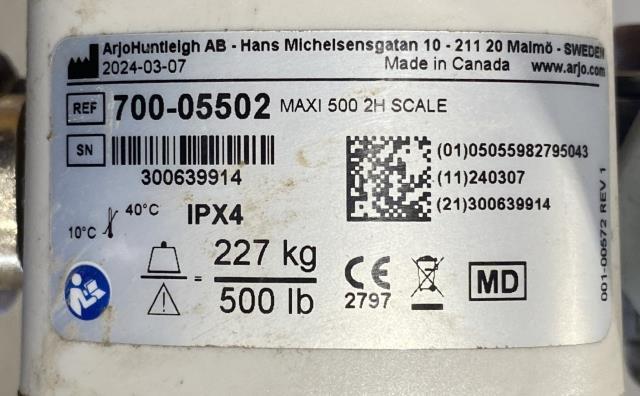 ArjoHuntleigh AB - Hans Michelsensgatan 10 - 211 20 Malmö - SWEDEN
2024-03-07 Made in Canada www.arjo.com
REF 700-05502 MAXI 500 2H SCALE
SN
300639914
(01)05055982795043
(11)240307
(21)300639914
10°C 40°C IPX4
= 227 kg
500 lb
CE
2797
MD
001-00572 REV 1